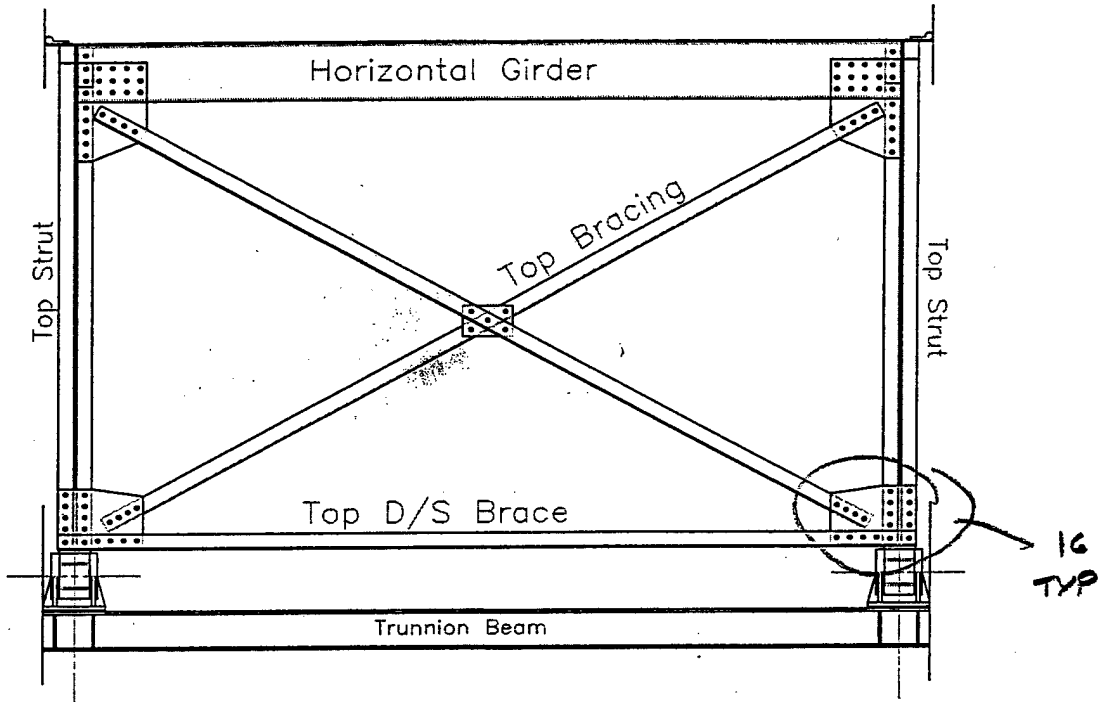 Horizontal Girder
Top Strut
Top Bracing
Top Strut
Top D/S Brace
16
TYP
Trunnion Beam